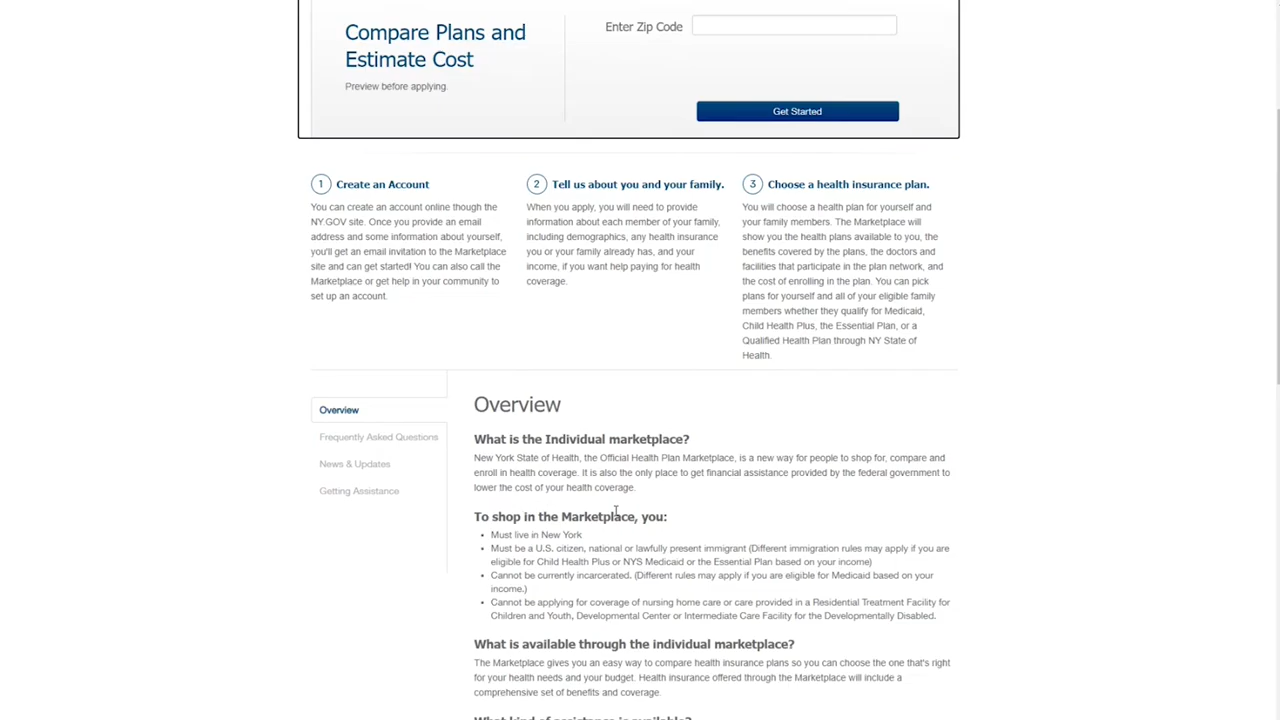 Compare Plans and
Estimate Cost
Preview before applying.
Enter Zip Code
Get Started
1 Create an Account
You can create an account online though the
NY.GOV site. Once you provide an email
address and some information about yourself,
you'll get an email invitation to the Marketplace
site and can get started! You can also call the
Marketplace or get help in your community to
set up an account.
2 Tell us about you and your family.
When you apply, you will need to provide
information about each member of your family,
including demographics, any health insurance
you or your family already has, and your
income, if you want help paying for health
coverage.
3 Choose a health insurance plan.
You will choose a health plan for yourself and
your family members. The Marketplace will
show you the health plans available to you, the
benefits covered by the plans, the doctors and
facilities that participate in the plan network, and
the cost of enrolling in the plan. You can pick
plans for yourself and all of your eligible family
members whether they qualify for Medicaid,
Child Health Plus, the Essential Plan, or a
Qualified Health Plan through NY State of
Health.
Overview
Frequently Asked Questions
News & Updates
Getting Assistance
Overview
What is the Individual marketplace?
New York State of Health, the Official Health Plan Marketplace, is a new way for people to shop for, compare and
enroll in health coverage. It is also the only place to get financial assistance provided by the federal government to
lower the cost of your health coverage.
To shop in the Marketplace, you:
• Must live in New York
• Must be a U.S. citizen, national or lawfully present immigrant (Different immigration rules may apply if you are
eligible for Child Health Plus or NYS Medicaid or the Essential Plan based on your income)
• Cannot be currently incarcerated. (Different rules may apply if you are eligible for Medicaid based on your
income.)
• Cannot be applying for coverage of nursing home care or care provided in a Residential Treatment Facility for
Children and Youth, Developmental Center or Intermediate Care Facility for the Developmentally Disabled.
What is available through the individual marketplace?
The Marketplace gives you an easy way to compare health insurance plans so you can choose the one that's right
for your health needs and your budget. Health insurance offered through the Marketplace will include a
comprehensive set of benefits and coverage.
What kind of assistance is available?